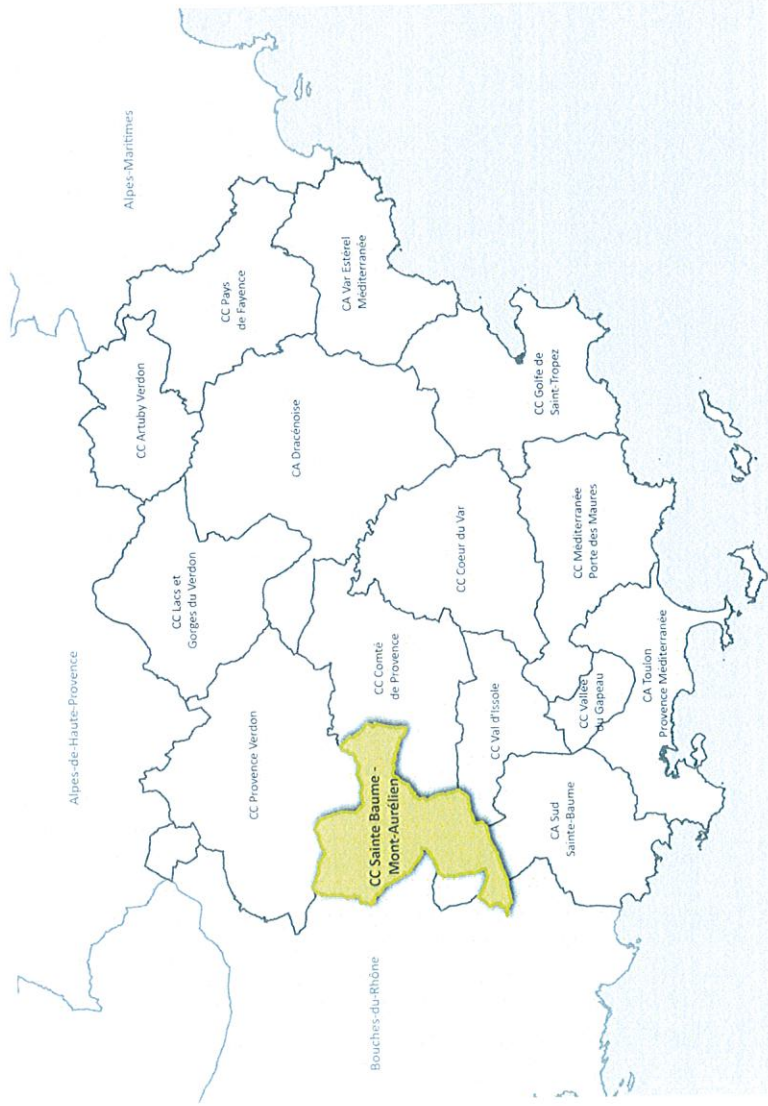 Alpes-de-Haute-Provence
Alpes-Maritimes
Bouches-du-Rhône
CC Artuby Verdon
CC Lacs et
Gorges du Verdon
CC Pays
de Fayence
CC Provence Verdon
CA Dracénoise
CA Var Estérel
Méditerranée
CC Sainte Baume -
Mont-Aurélien
CC Comté
de Provence
CC Coeur du Var
CC Golfe de
Saint-Tropez
CC Val d'Issole
CC Méditerranée
Porte des Maures
CC Vallée
du Gapeau
CA Sud
Sainte-Baume
CA Toulon
Provence Méditerranée